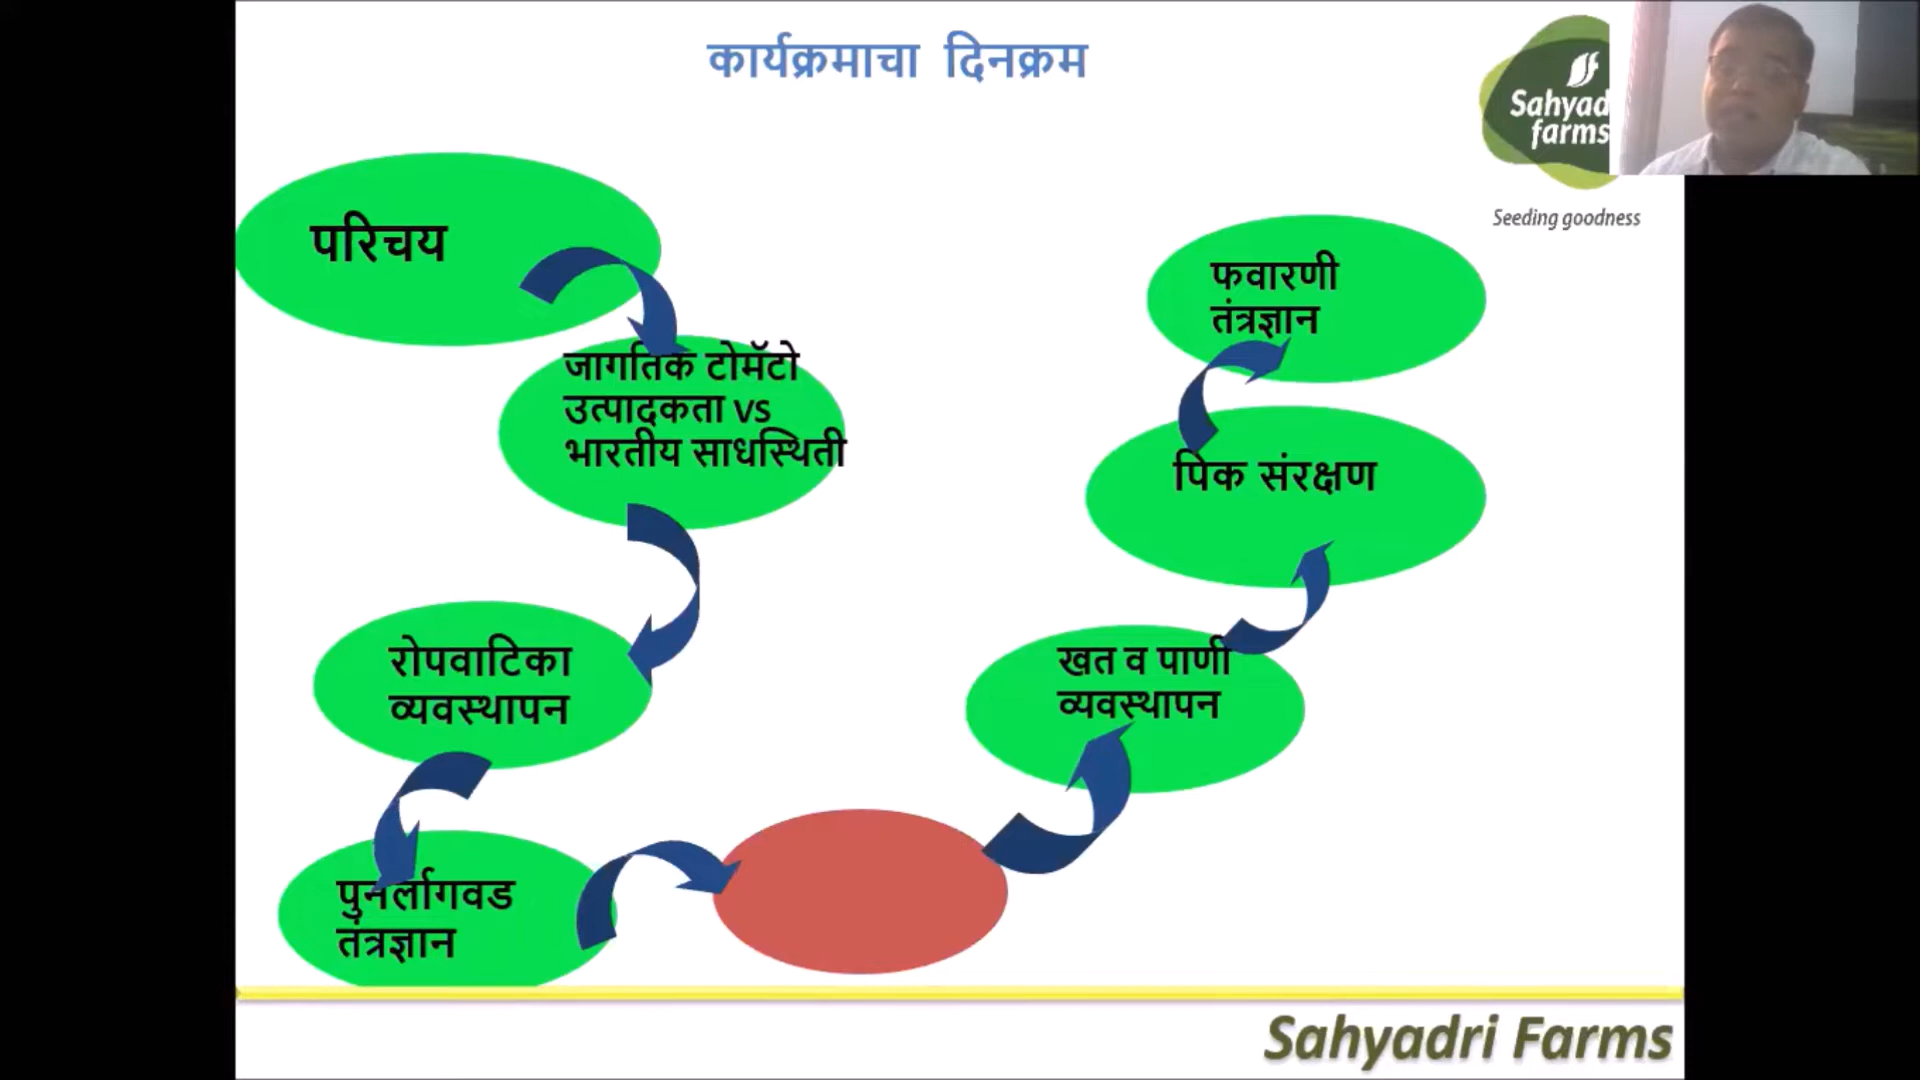 कार्यक्रमाचा दिनक्रम
Sahyad
farms
Seeding goodness
परिचय
जागतिक टोमॅटो
उत्पादकता vs
भारतीय साधस्थिती
रोपवाटिका
व्यवस्थापन
पुनर्लागवड
तंत्रज्ञान
खत व पाणी
व्यवस्थापन
पिक संरक्षण
फवारणी
तंत्रज्ञान
Sahyadri Farms